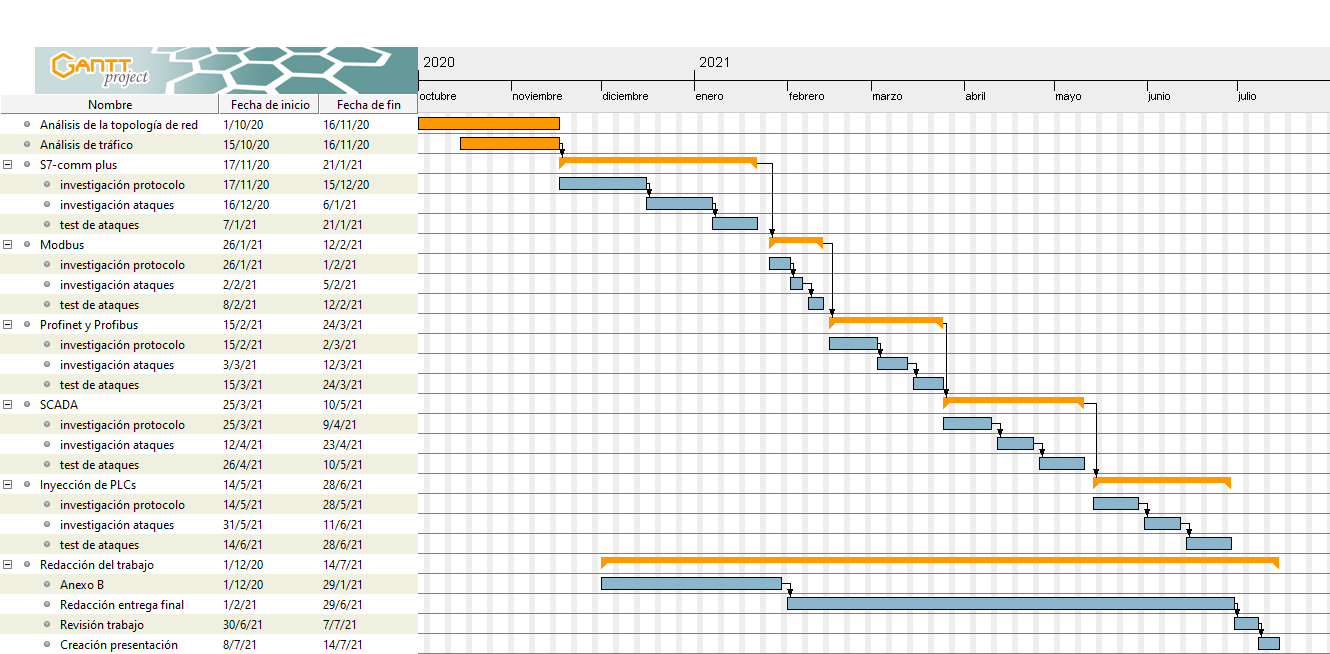 GANTT
project
2020 2021
octubre noviembre diciembre enero febrero marzo abril mayo junio julio
Nombre Fecha de inicio Fecha de fin
Análisis de la topología de red 1/10/20 16/11/20
Análisis de tráfico 15/10/20 16/11/20
S7-comm plus 17/11/20 21/1/21
investigación protocolo 17/11/20 15/12/20
investigación ataques 16/12/20 6/1/21
test de ataques 7/1/21 21/1/21
Modbus 26/1/21 12/2/21
investigación protocolo 26/1/21 1/2/21
investigación ataques 2/2/21 5/2/21
test de ataques 8/2/21 12/2/21
Profinet y Profibus 15/2/21 24/3/21
investigación protocolo 15/2/21 2/3/21
investigación ataques 3/3/21 12/3/21
test de ataques 15/3/21 24/3/21
SCADA 25/3/21 10/5/21
investigación protocolo 25/3/21 9/4/21
investigación ataques 12/4/21 23/4/21
test de ataques 26/4/21 10/5/21
Inyección de PLCs 14/5/21 28/6/21
investigación protocolo 14/5/21 28/5/21
investigación ataques 31/5/21 11/6/21
test de ataques 14/6/21 28/6/21
Redacción del trabajo 1/12/20 14/7/21
Anexo B 1/12/20 29/1/21
Redacción entrega final 1/2/21 29/6/21
Revisión trabajo 30/6/21 7/7/21
Creación presentación 8/7/21 14/7/21